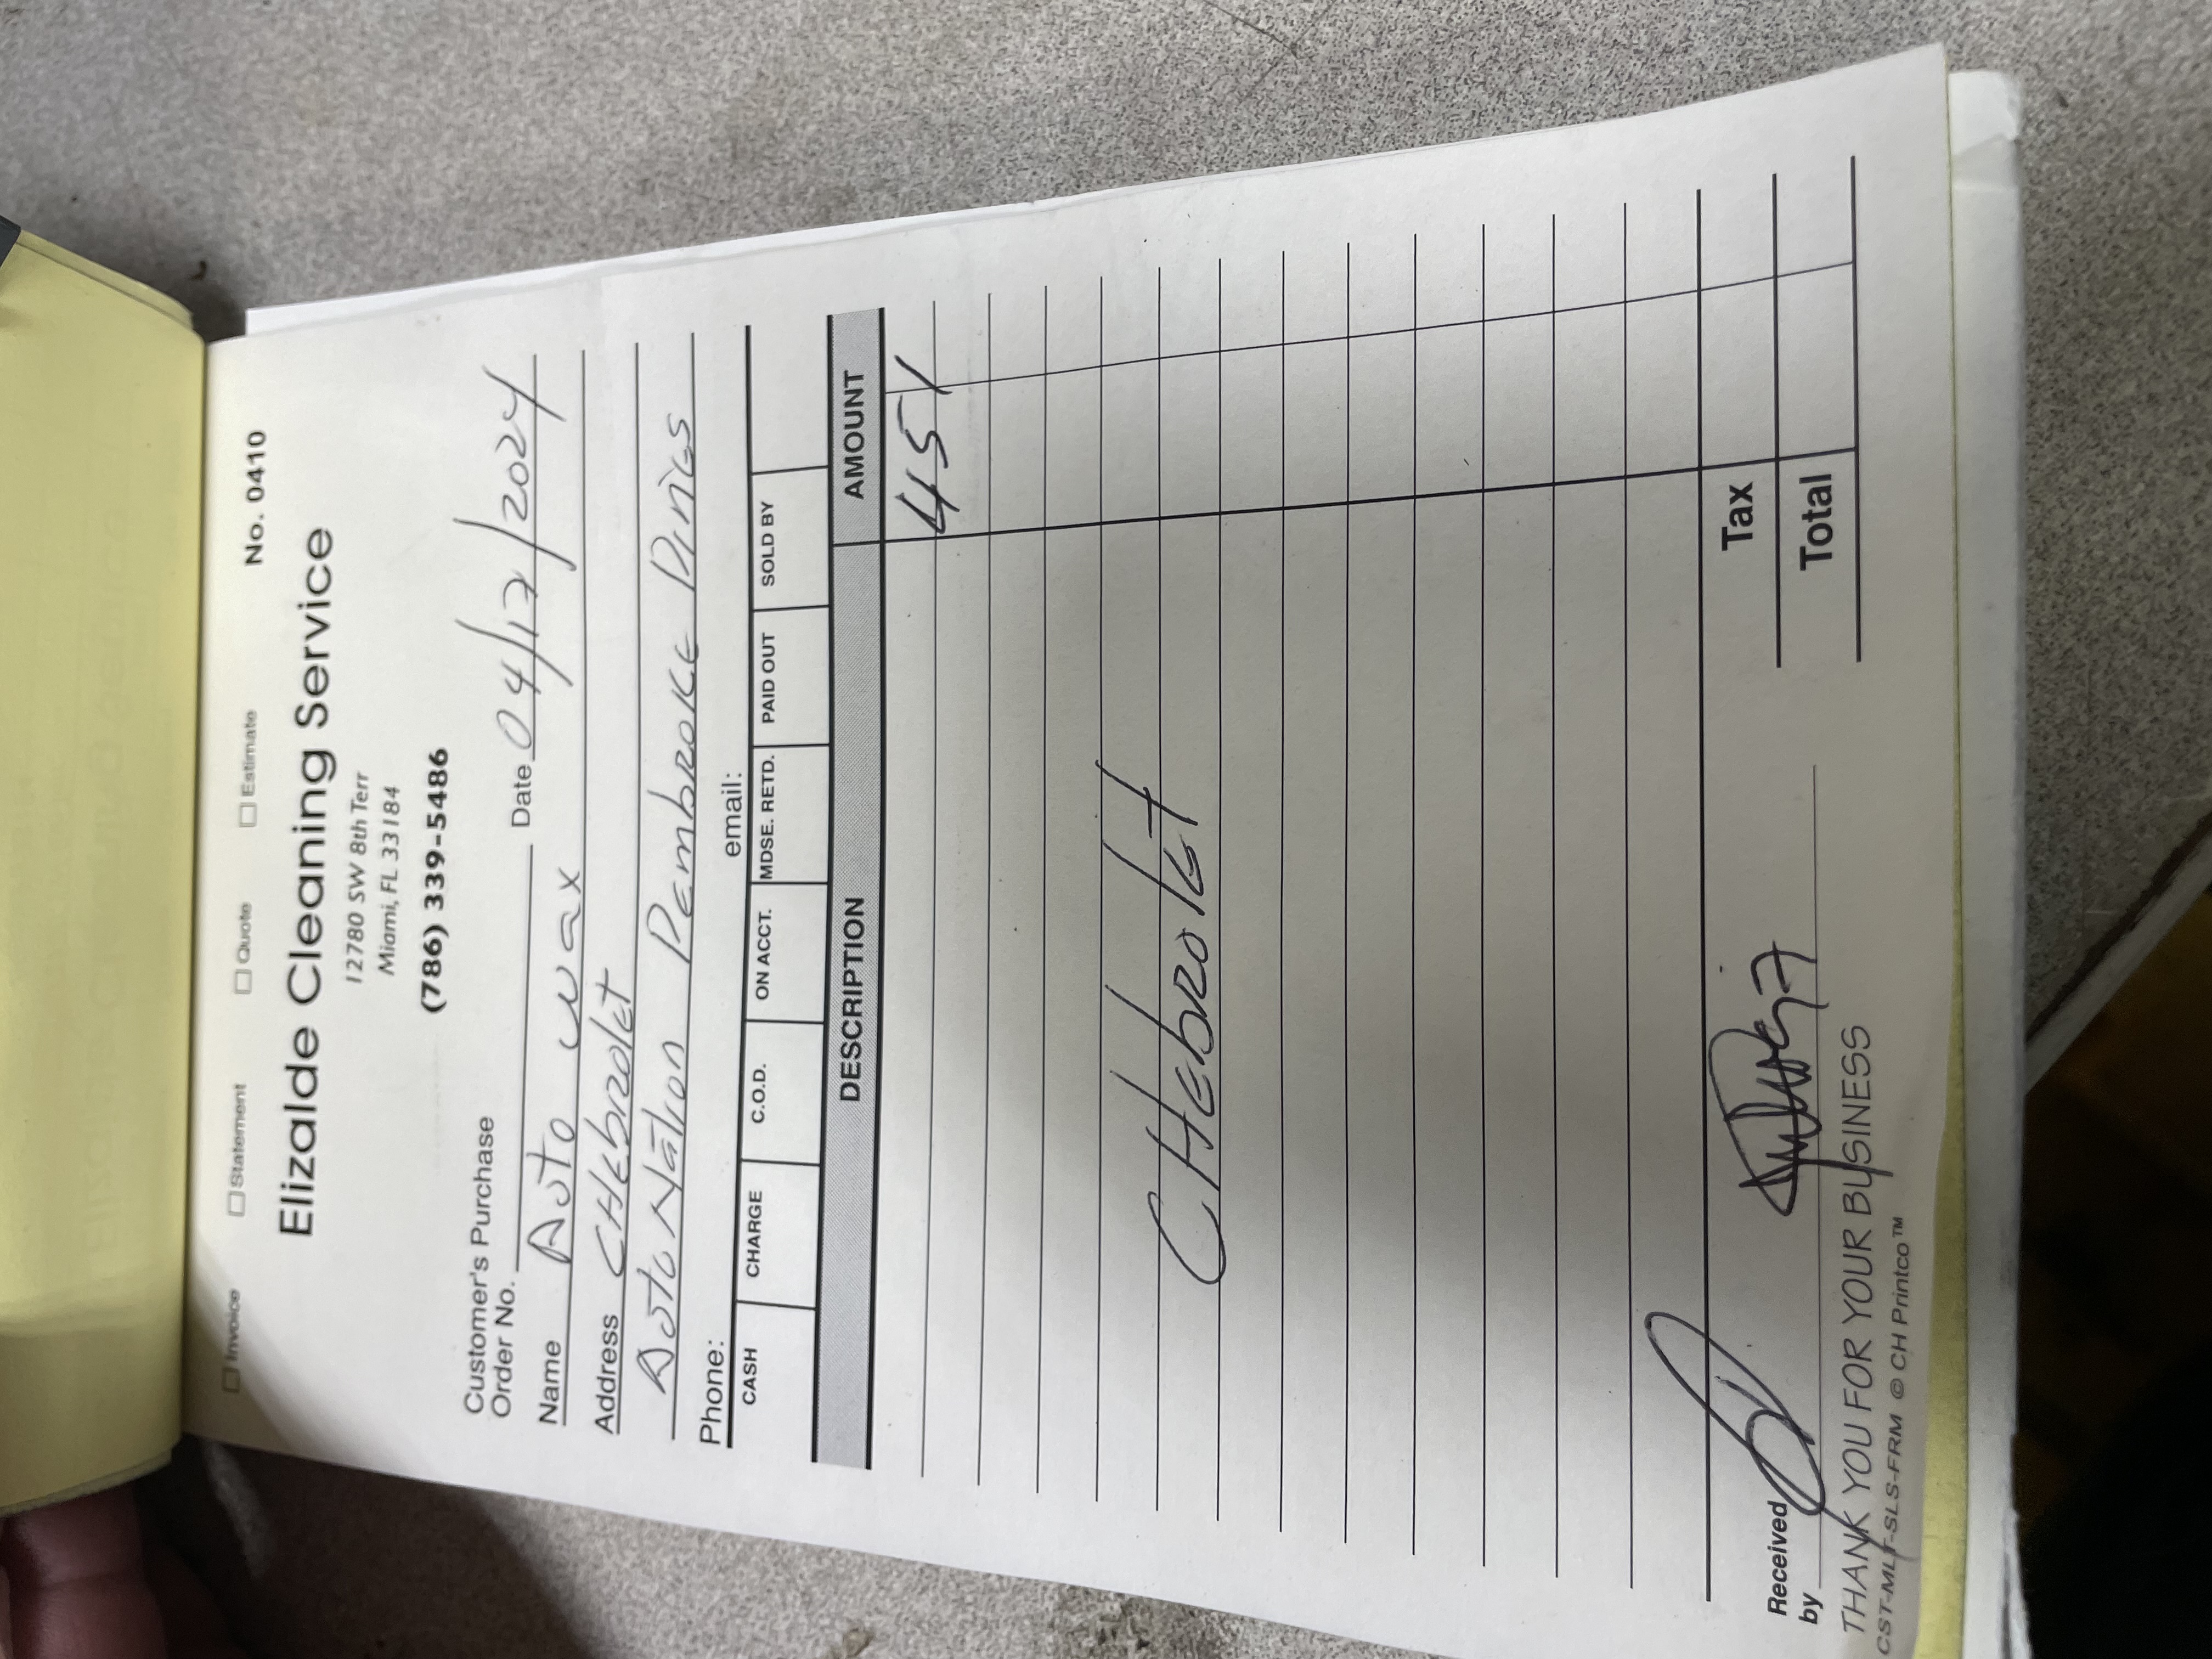 ☐ Invoice ☐ Statement ☐ Quote ☐ Estimate No. 0410
Elizalde Cleaning Service
12780 SW 8th Terr
Miami, FL 33184
(786) 339-5486
Customer's Purchase
Order No. Date 04/17/2024
Name Auto wax
Address CHEbrolEt
AutoNation PEmbrokE PinEs
Phone: email:
CASH CHARGE C.O.D. ON ACCT. MDSE. RETD. PAID OUT SOLD BY
DESCRIPTION AMOUNT
451
CHEbrolEt
Tax
Total
Received
by
THANK YOU FOR YOUR BUSINESS
CST-MLT-SLS-FRM © CH Printco™